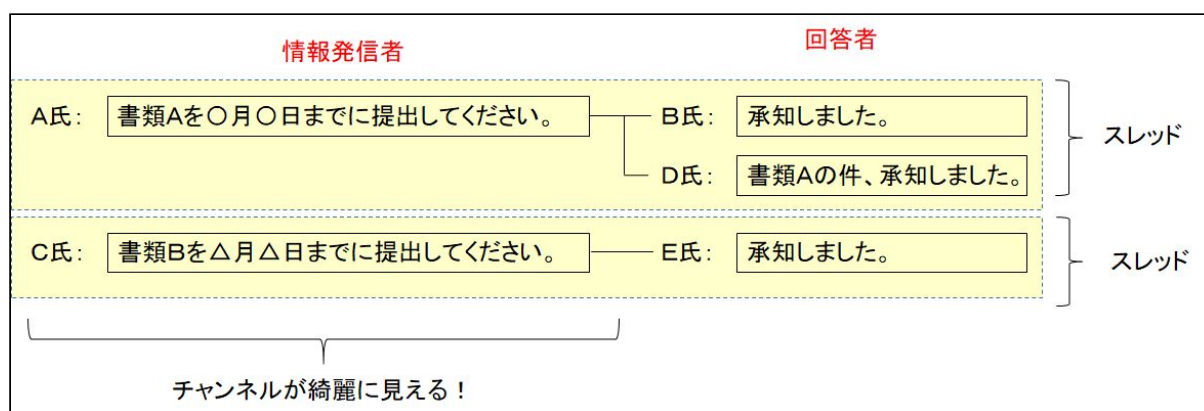 情報発信者
回答者
A氏： 書類Aを〇月〇日までに提出してください。
B氏： 承知しました。
D氏： 書類Aの件、承知しました。
スレッド
C氏： 書類Bを△月△日までに提出してください。
E氏： 承知しました。
スレッド
チャンネルが綺麗に見える！